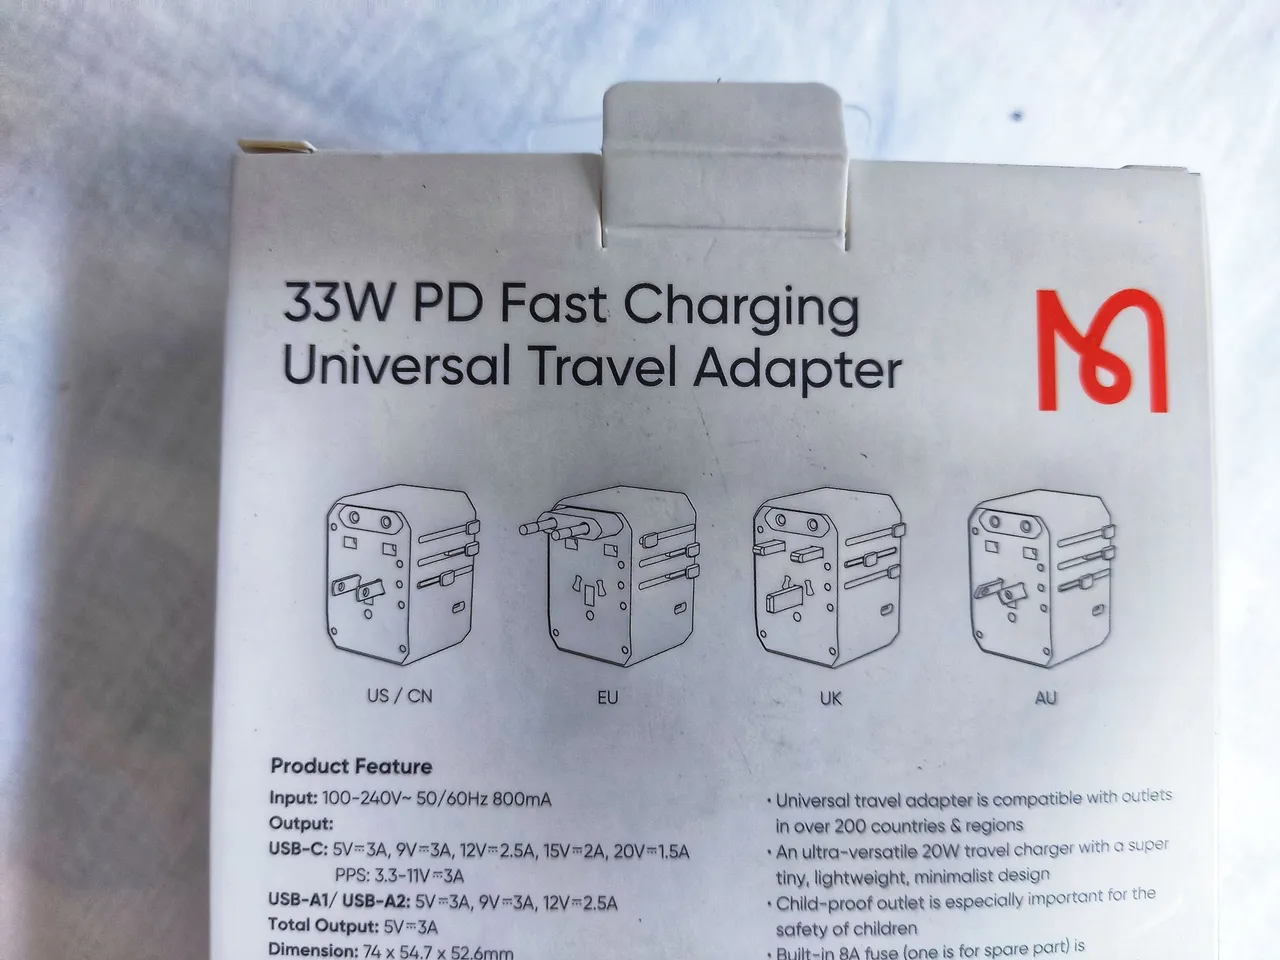 33W PD Fast Charging
Universal Travel Adapter
US / CN
EU
UK
AU
Product Feature
Input: 100-240V~ 50/60Hz 800mA
Output:
USB-C: 5V⎓3A, 9V⎓3A, 12V⎓2.5A, 15V⎓2A, 20V⎓1.5A
PPS: 3.3-11V⎓3A
USB-A1/ USB-A2: 5V⎓3A, 9V⎓3A, 12V⎓2.5A
Total Output: 5V⎓3A
Dimension: 74 x 54.7 x 52.6mm
• Universal travel adapter is compatible with outlets
in over 200 countries & regions
• An ultra-versatile 20W travel charger with a super
tiny, lightweight, minimalist design
• Child-proof outlet is especially important for the
safety of children
• Built-in 8A fuse (one is for spare part) is